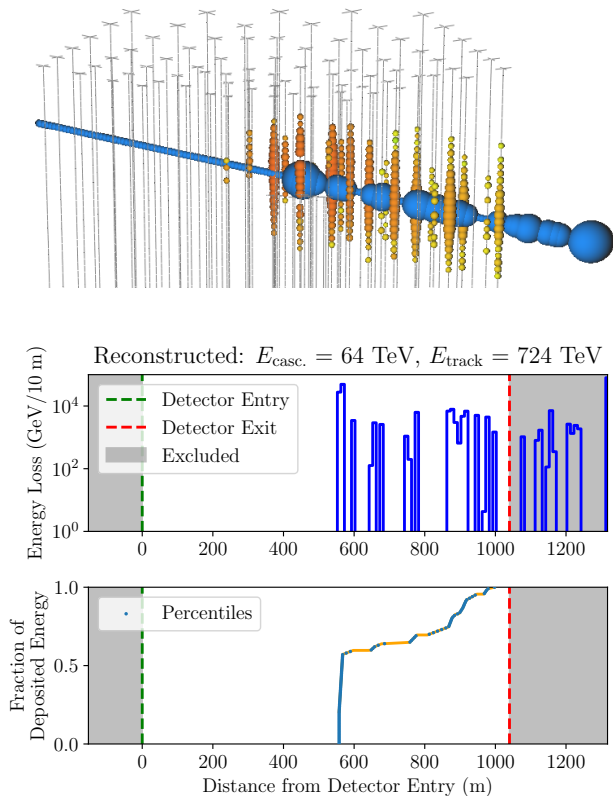 Reconstructed: E_casc. = 64 TeV, E_track = 724 TeV
Energy Loss (GeV/10 m)
10^4
10^2
10^0
Detector Entry
Detector Exit
Excluded
0 200 400 600 800 1000 1200
Fraction of
Deposited Energy
1.0
0.5
0.0
Percentiles
0 200 400 600 800 1000 1200
Distance from Detector Entry (m)